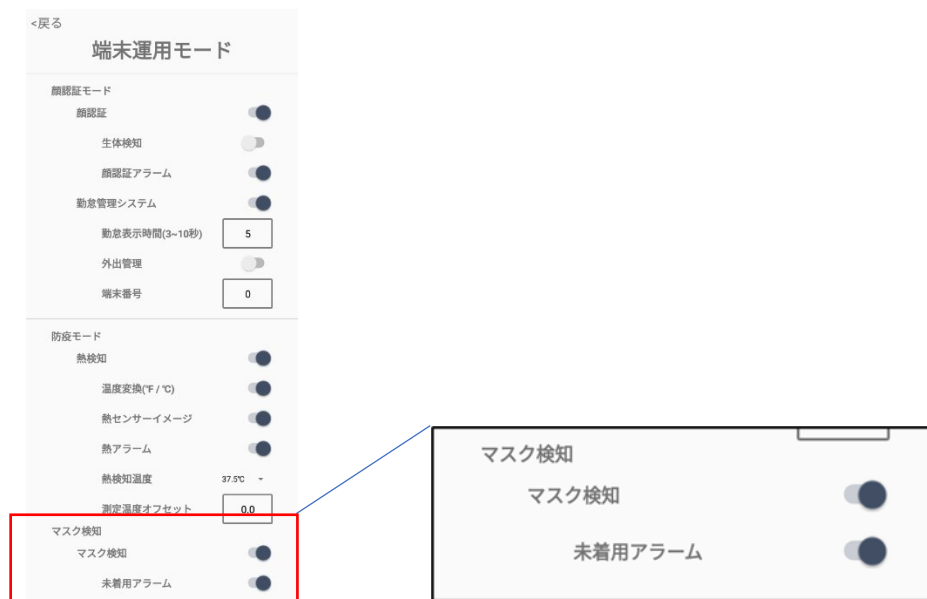 <戻る
端末運用モード
顔認証モード
顔認証
生体検知
顔認証アラーム
勤怠管理システム
勤怠表示時間(3~10秒) 5
外出管理
端末番号 0
防疫モード
熱検知
温度変換(°F / °C)
熱センサーイメージ
熱アラーム
熱検知温度 37.5℃
測定温度オフセット 0.0
マスク検知
マスク検知
未着用アラーム
マスク検知
マスク検知
未着用アラーム